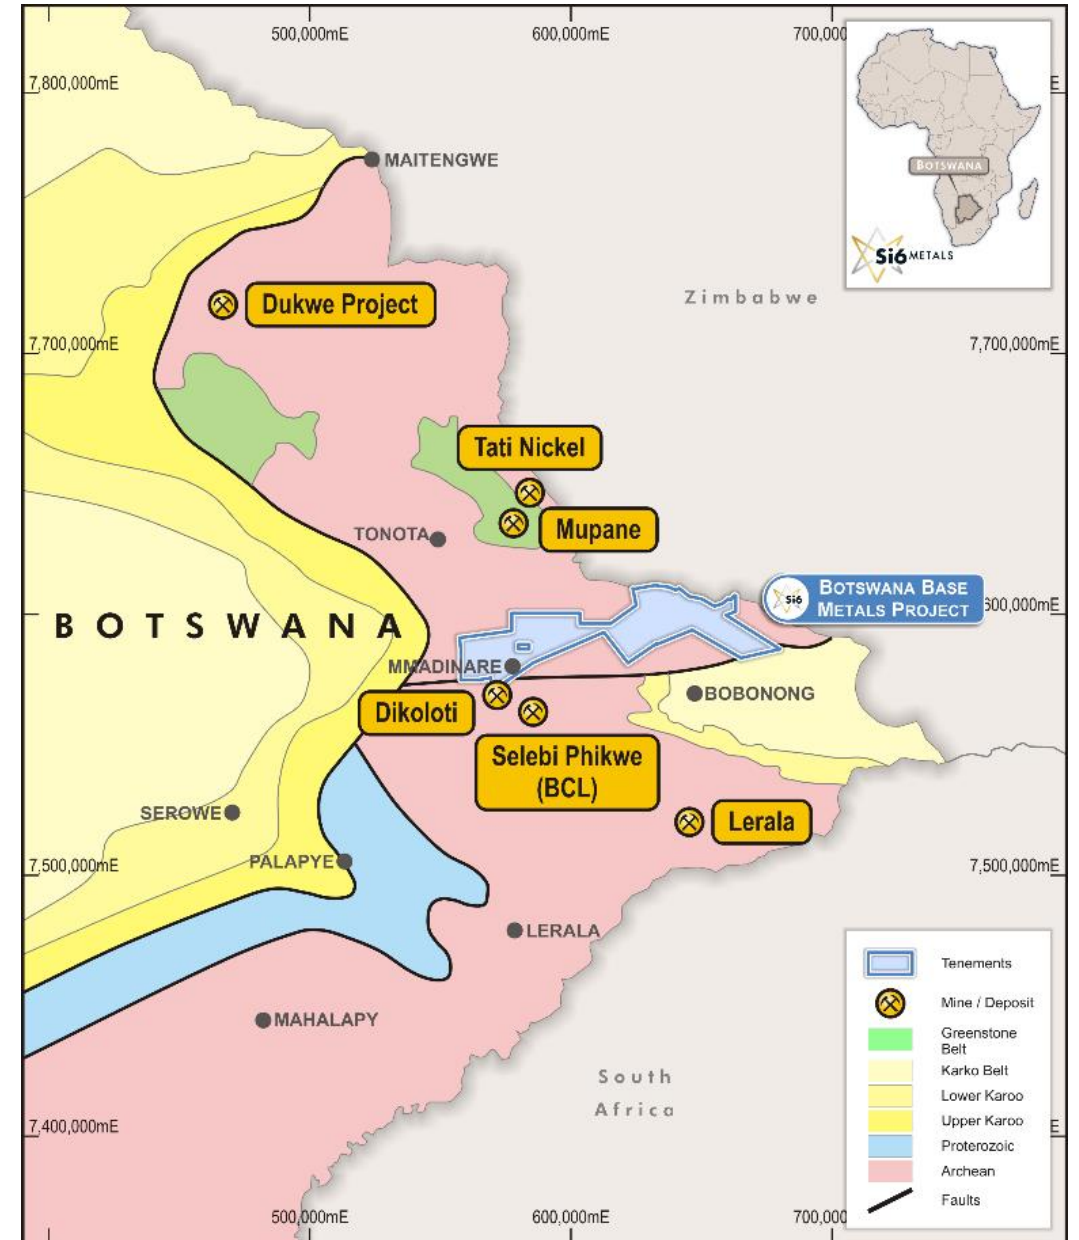 500,000mE
600,000mE
700,000
7,800,000mE
E
BOTSWANA
Si6 METALS
MAITENGWE
Zimbabwe
Dukwe Project
7,700,000mE
7,700,000mE
Tati Nickel
Mupane
TONOTA
Si6
BOTSWANA BASE
METALS PROJECT
600,000mE
BOTSWANA
MMADINARE
BOBONONG
Dikoloti
Selebi Phikwe
(BCL)
SEROWE
Lerala
PALAPYE
7,500,000mE
7,500,000mE
LERALA
Tenements
Mine / Deposit
MAHALAPY
Greenstone
Belt
Karko Belt
South
Africa
Lower Karoo
Upper Karoo
7,400,000mE
E
Proterozoic
Archean
Faults
500,000mE
600,000mE
700,000